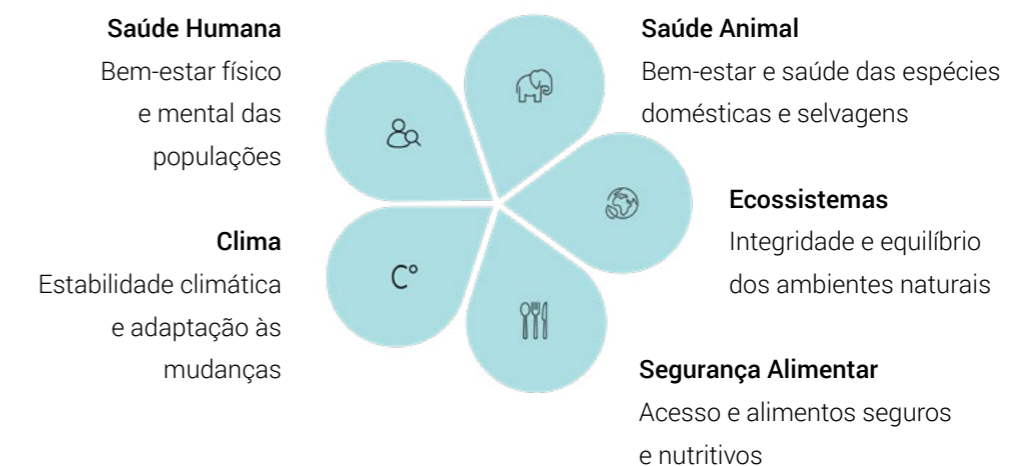 Saúde Humana
Bem-estar físico
e mental das
populações
Saúde Animal
Bem-estar e saúde das espécies
domésticas e selvagens
Ecossistemas
Integridade e equilíbrio
dos ambientes naturais
Clima
Estabilidade climática
e adaptação às
mudanças
C°
Segurança Alimentar
Acesso e alimentos seguros
e nutritivos